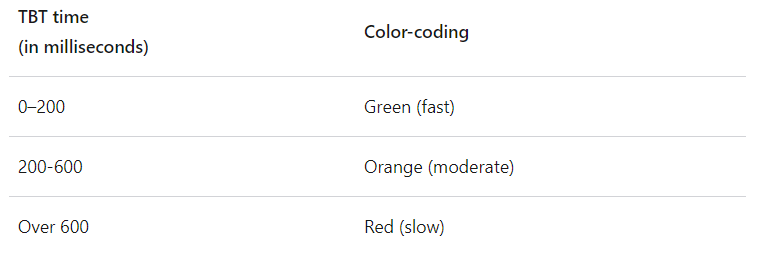 TBT time
(in milliseconds)
Color-coding
0–200
Green (fast)
200-600
Orange (moderate)
Over 600
Red (slow)